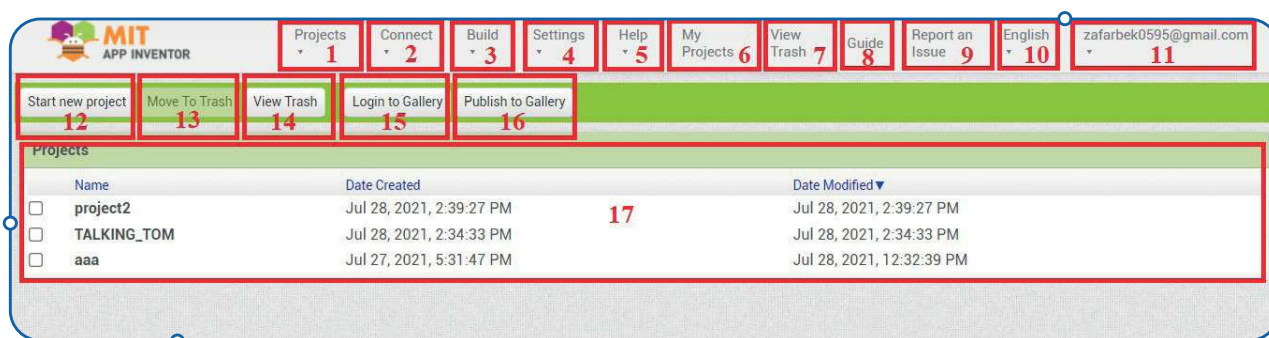 MIT
APP INVENTOR
Projects 1
Connect 2
Build 3
Settings 4
Help 5
My Projects 6
View Trash 7
Guide 8
Report an Issue 9
English 10
zafarbek0595@gmail.com 11
Start new project 12
Move To Trash 13
View Trash 14
Login to Gallery 15
Publish to Gallery 16
Projects
Name Date Created Date Modified▼
project2 Jul 28, 2021, 2:39:27 PM Jul 28, 2021, 2:39:27 PM
17
TALKING_TOM Jul 28, 2021, 2:34:33 PM Jul 28, 2021, 2:34:33 PM
aaa Jul 27, 2021, 5:31:47 PM Jul 28, 2021, 12:32:39 PM